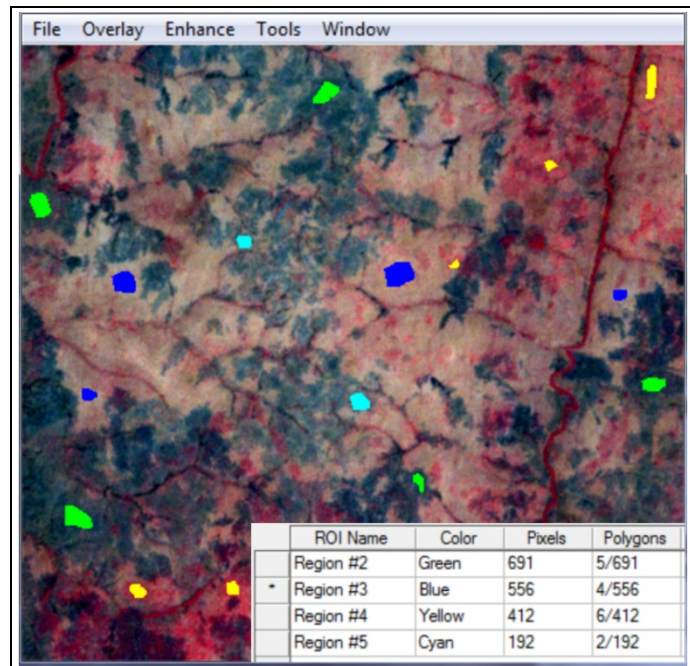 File Overlay Enhance Tools Window
ROI Name Color Pixels Polygons
Region #2 Green 691 5/691
* Region #3 Blue 556 4/556
Region #4 Yellow 412 6/412
Region #5 Cyan 192 2/192